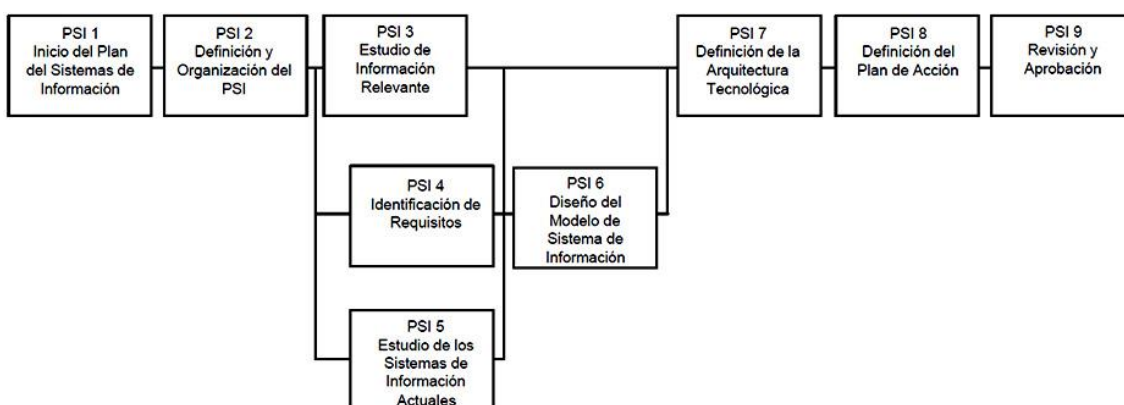 PSI 1
Inicio del Plan
del Sistemas de
Información
PSI 2
Definición y
Organización del
PSI
PSI 3
Estudio de
Información
Relevante
PSI 7
Definición de la
Arquitectura
Tecnológica
PSI 8
Definición del
Plan de Acción
PSI 9
Revisión y
Aprobación
PSI 4
Identificación de
Requisitos
PSI 6
Diseño del
Modelo de
Sistema de
Información
PSI 5
Estudio de los
Sistemas de
Información
Actuales